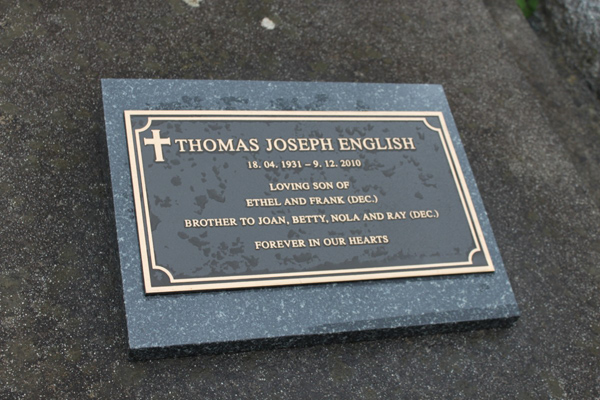 THOMAS JOSEPH ENGLISH
18. 04. 1931 – 9. 12. 2010
LOVING SON OF
ETHEL AND FRANK (DEC.)
BROTHER TO JOAN, BETTY, NOLA AND RAY (DEC.)
FOREVER IN OUR HEARTS